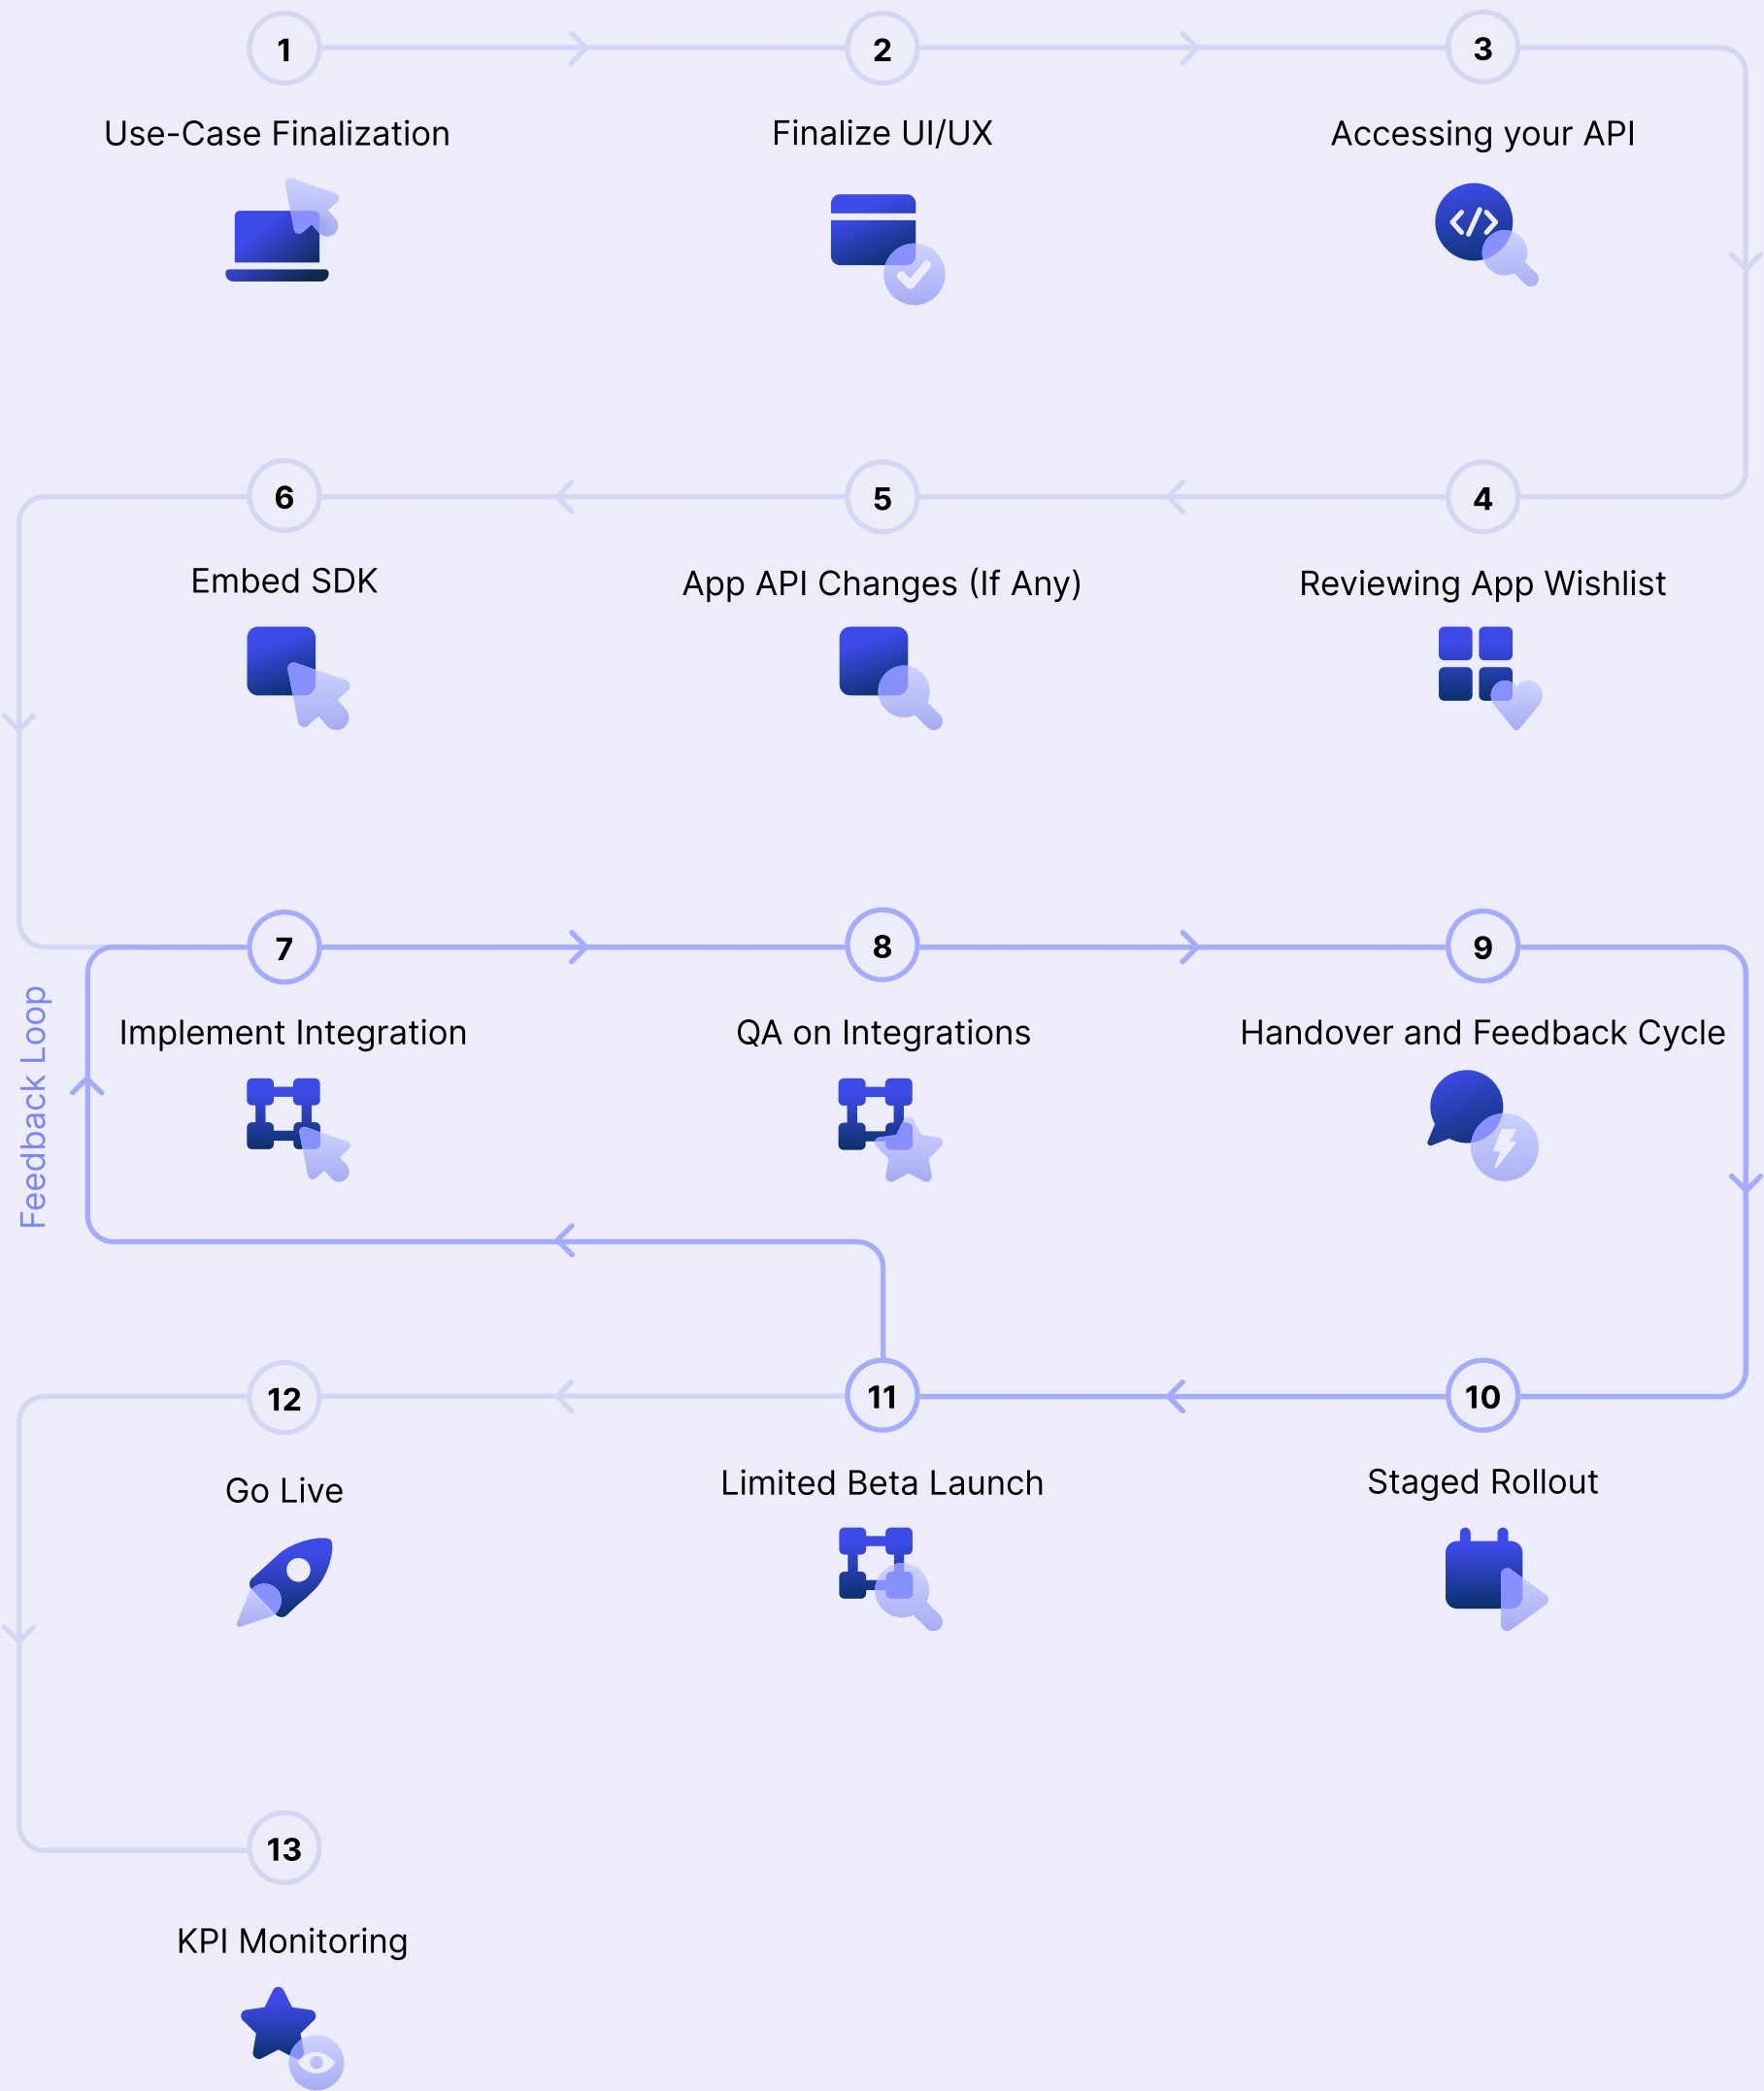 1
2
3
Use-Case Finalization
Finalize UI/UX
Accessing your API
6
5
4
Embed SDK
App API Changes (If Any)
Reviewing App Wishlist
7
8
9
Feedback Loop
Implement Integration
QA on Integrations
Handover and Feedback Cycle
12
11
10
Go Live
Limited Beta Launch
Staged Rollout
13
KPI Monitoring